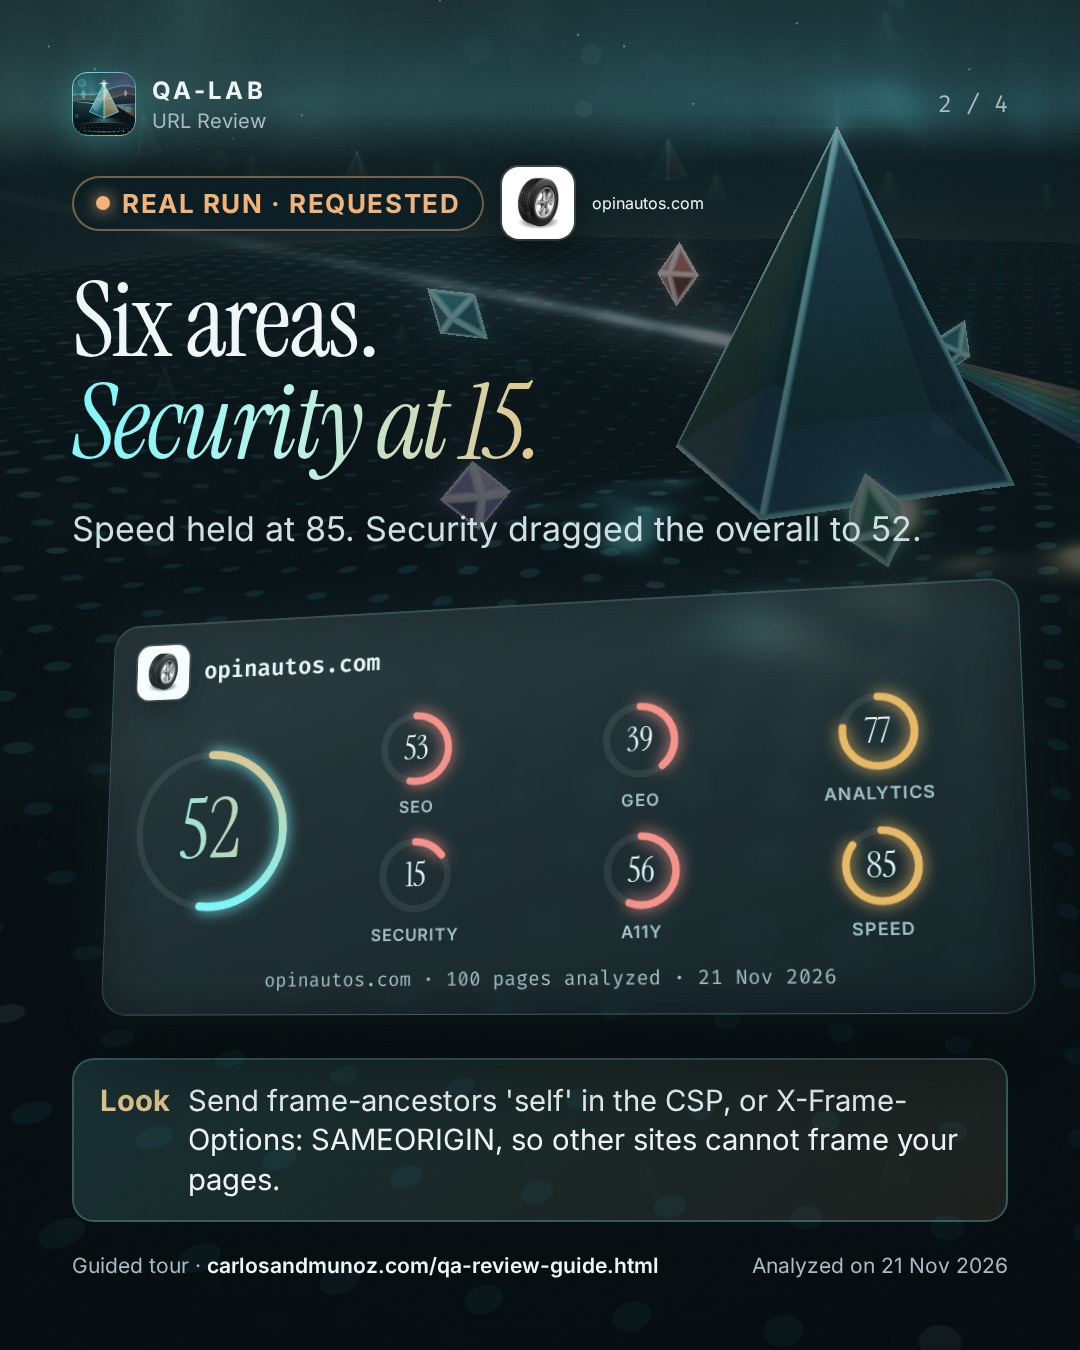 QA-LAB
URL Review
2 / 4
REAL RUN · REQUESTED
opinautos.com
Six areas.
Security at 15.
Speed held at 85. Security dragged the overall to 52.
opinautos.com
52
53
SEO
39
GEO
77
ANALYTICS
15
SECURITY
56
A11Y
85
SPEED
opinautos.com · 100 pages analyzed · 21 Nov 2026
Look Send frame-ancestors 'self' in the CSP, or X-Frame-
Options: SAMEORIGIN, so other sites cannot frame your
pages.
Guided tour · carlosandmunoz.com/qa-review-guide.html
Analyzed on 21 Nov 2026